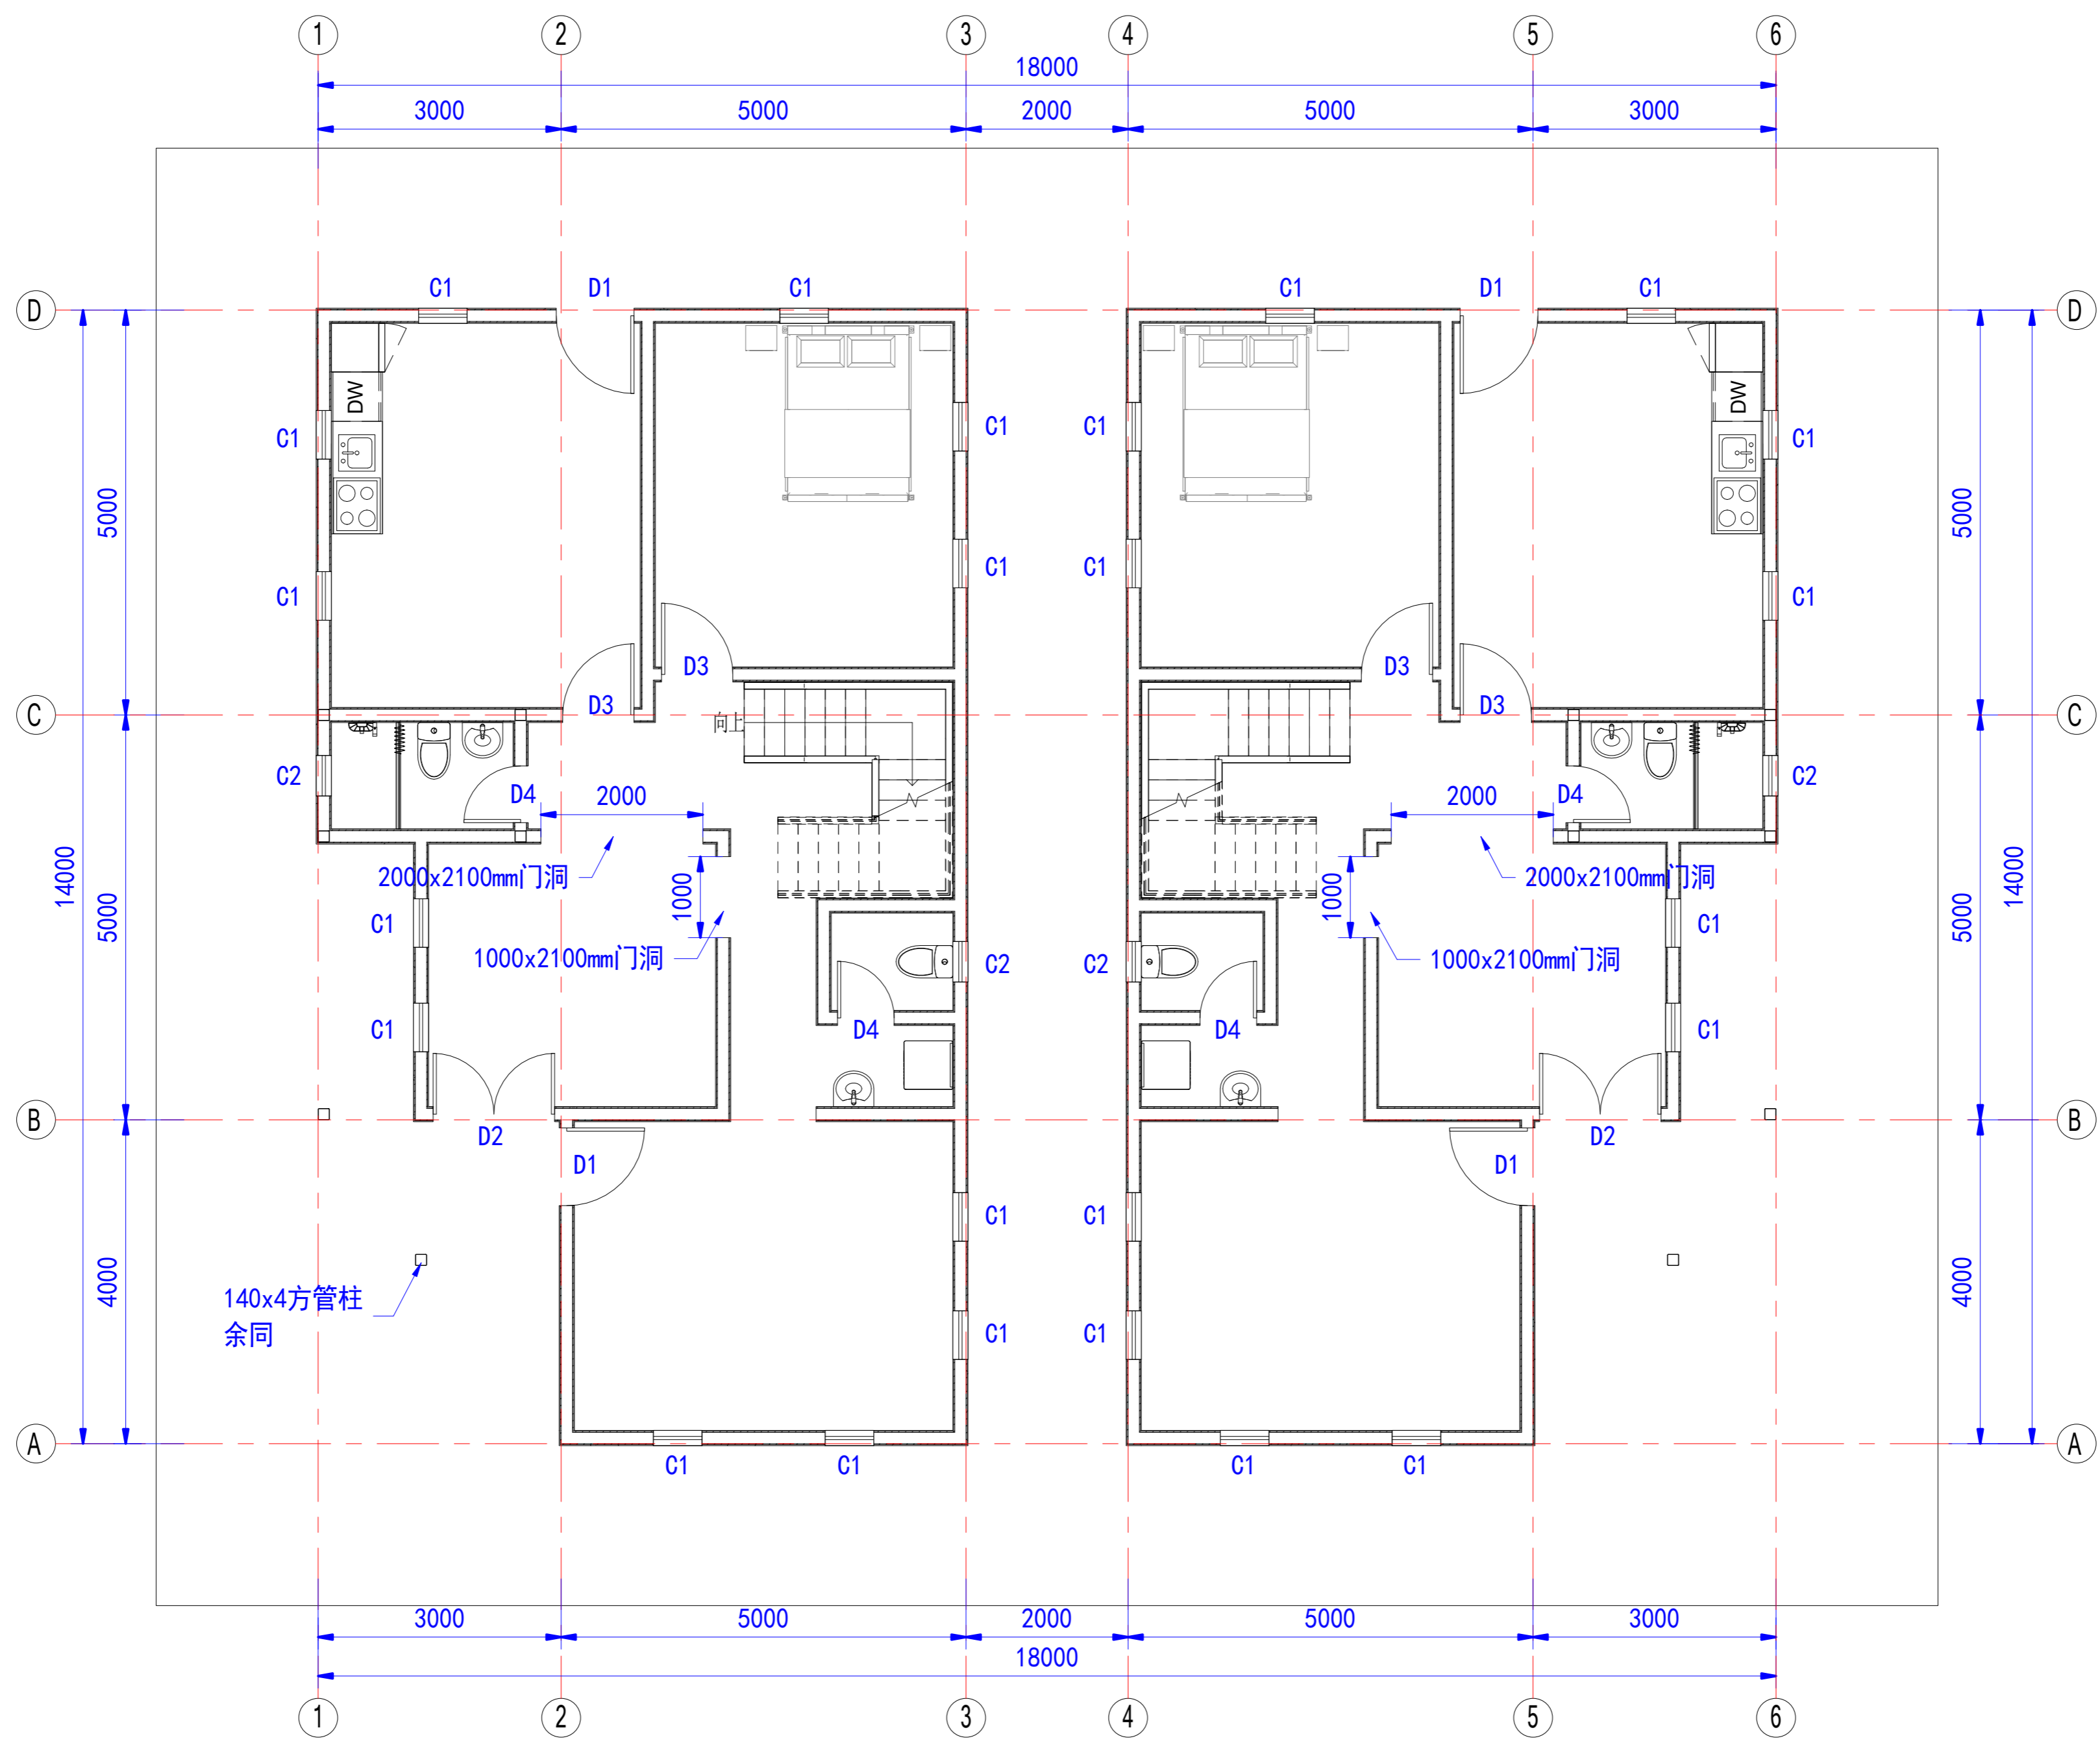 1 2 3 4 5 6
18000
3000 5000 2000 5000 3000
C1 D1 C1 C1 D1 C1
D D
DW DW
C1 C1 C1 C1
5000 5000
C1 C1 C1 C1
D3 D3
D3 D3
C C
向上
C2 D4 2000 2000 D4 C2
14000 14000
2000x2100mm门洞 2000x2100mm门洞
1000 1000
5000 5000
C1 C1
1000x2100mm门洞 1000x2100mm门洞
C2 C2
C1 D4 D4 C1
B B
D2 D2
D1 D1
C1 C1
4000 4000
140x4方管柱
余同
C1 C1
A A
C1 C1 C1 C1
3000 5000 2000 5000 3000
18000
1 2 3 4 5 6